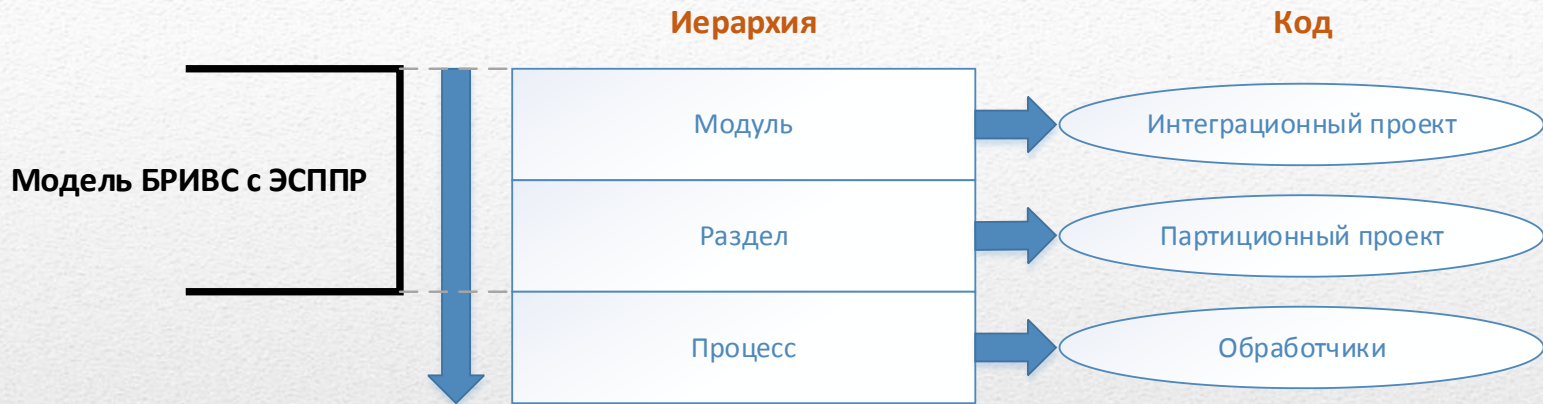 Иерархия
Код
Модуль
Интеграционный проект
Модель БРИВС с ЭСППР
Раздел
Партиционный проект
Процесс
Обработчики